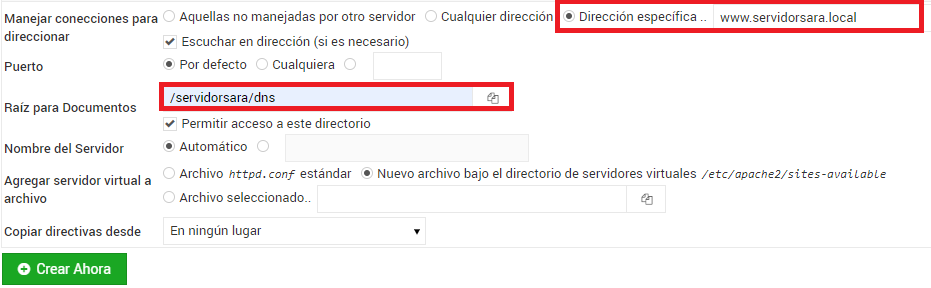 Manejar conecciones para direccionar
Aquellas no manejadas por otro servidor Cualquier dirección Dirección específica .. www.servidorsara.local
Escuchar en dirección (si es necesario)
Puerto Por defecto Cualquiera
Raíz para Documentos /servidorsara/dns
Permitir acceso a este directorio
Nombre del Servidor Automático
Agregar servidor virtual a archivo
Archivo httpd.conf estándar Nuevo archivo bajo el directorio de servidores virtuales /etc/apache2/sites-available
Archivo seleccionado..
Copiar directivas desde En ningún lugar
Crear Ahora